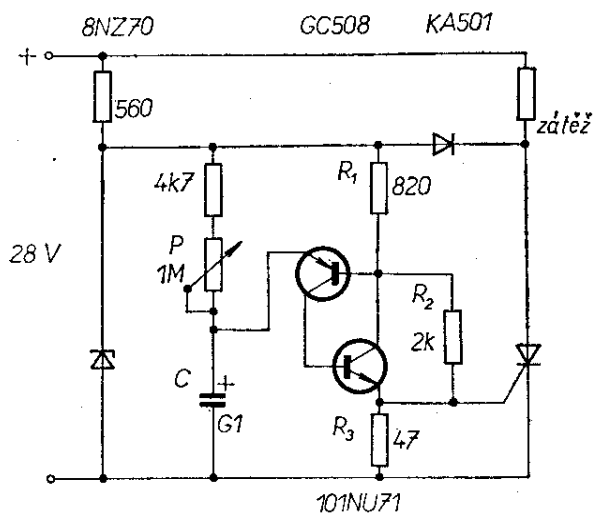 8NZ70
GC508
KA501
+
560
zátěž
4k7
R1
820
P
1M
28 V
R2
2k
C
+
G1
R3
47
101NU71